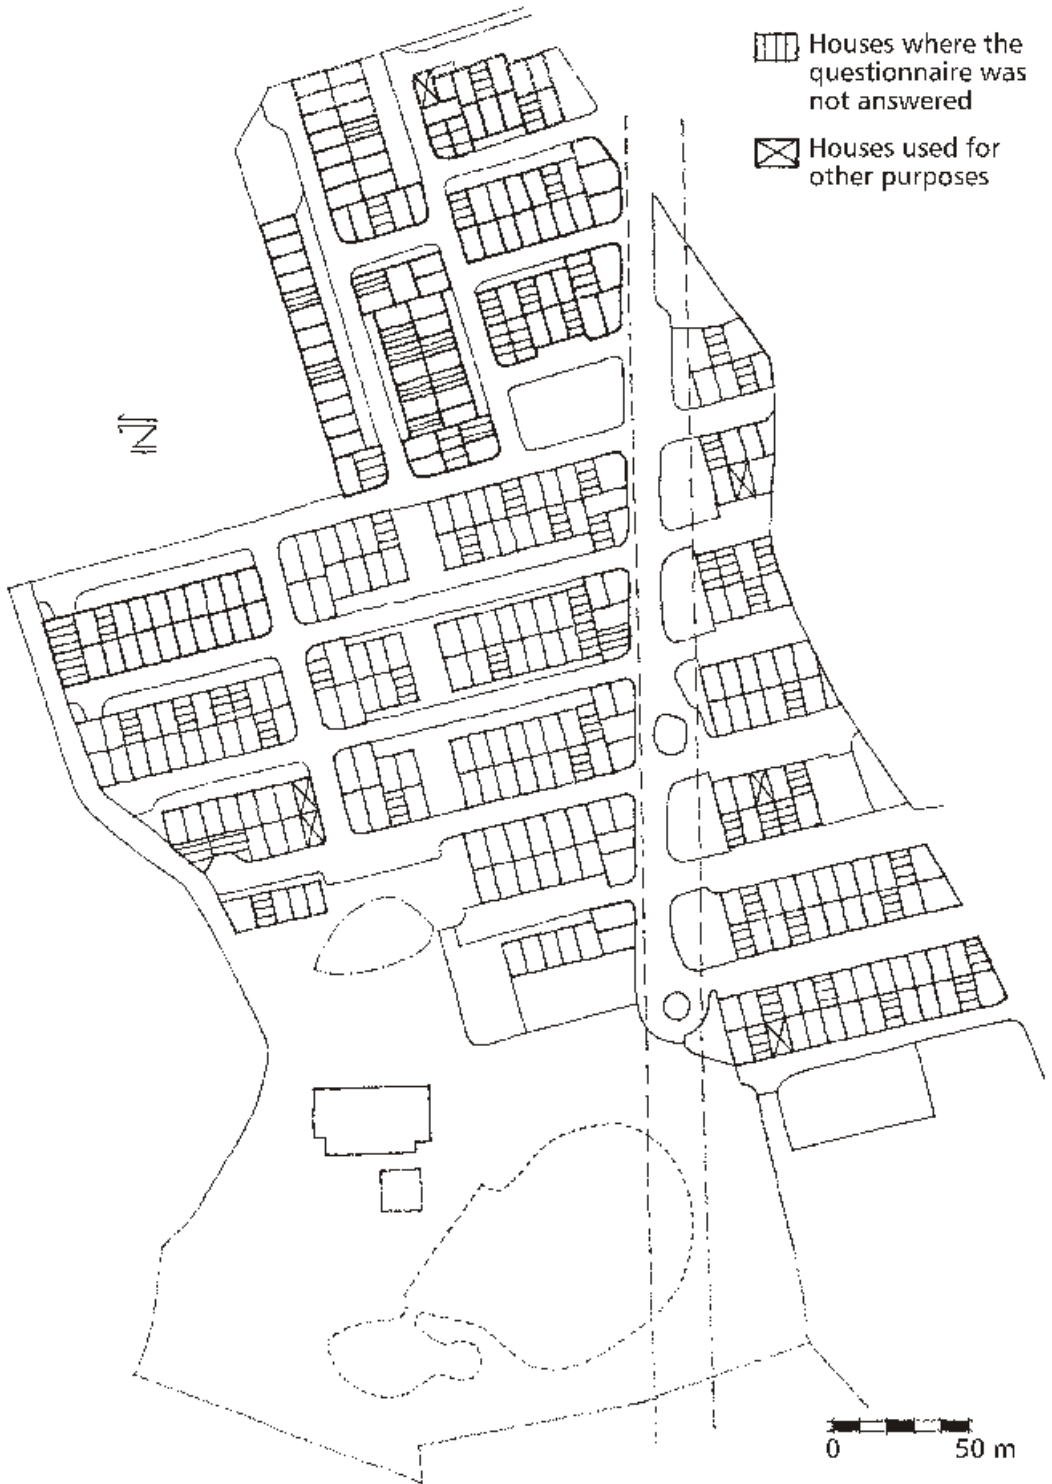 Houses where the
questionnaire was
not answered
Houses used for
other purposes
N
0 50 m